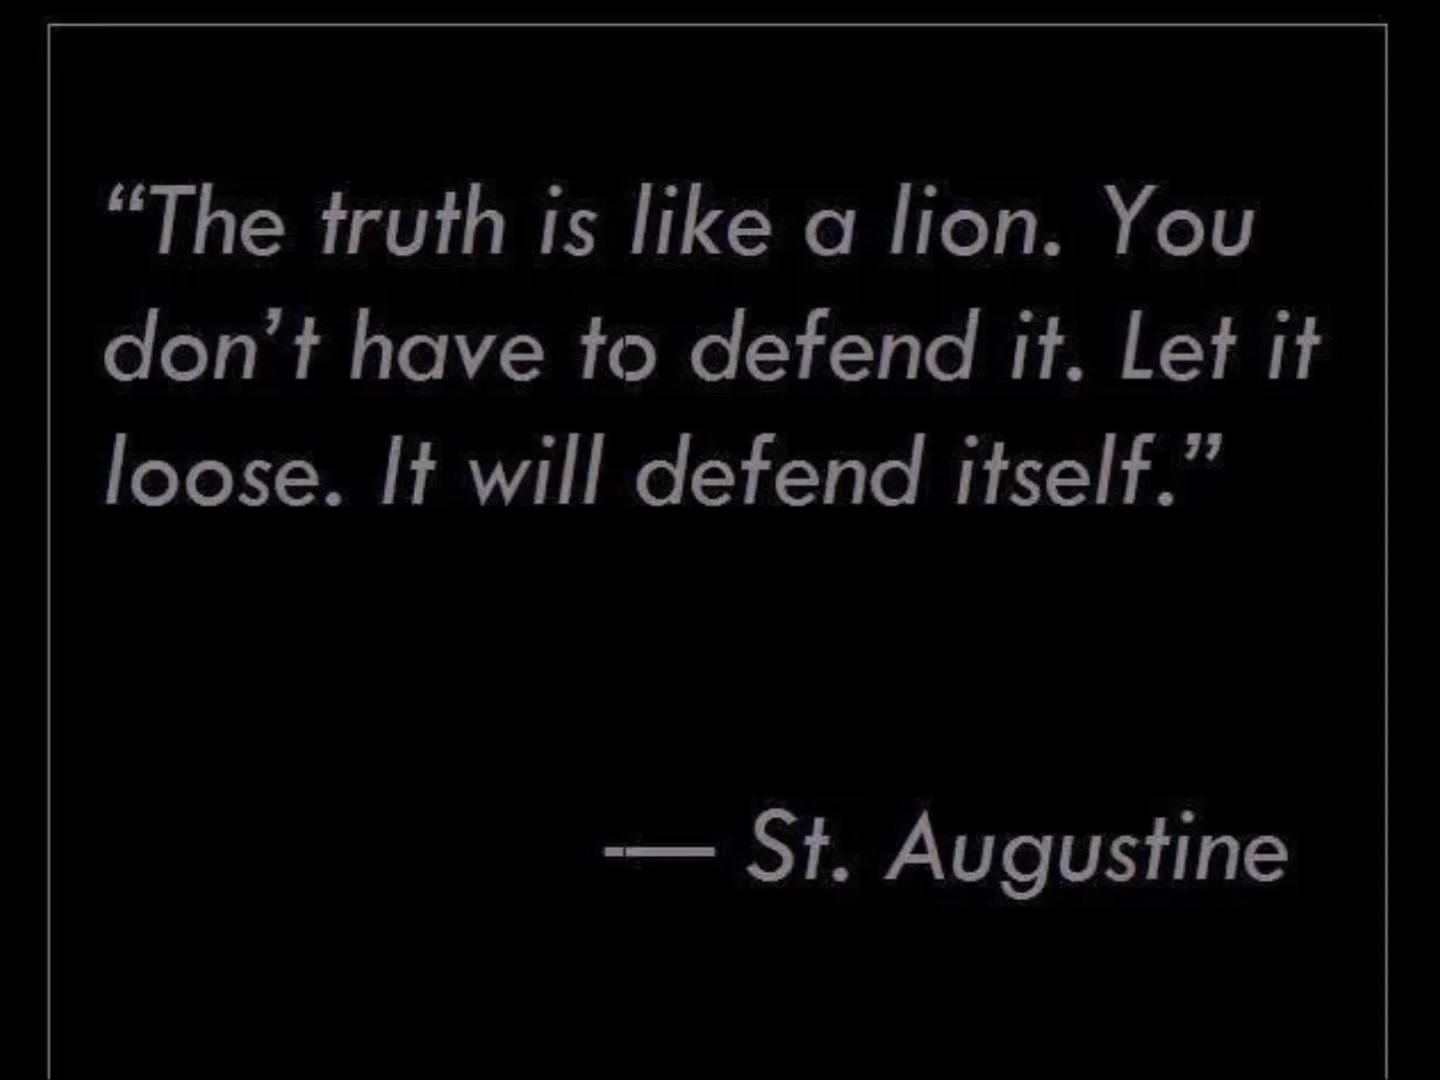 “The truth is like a lion. You
don’t have to defend it. Let it
loose. It will defend itself.”
— St. Augustine